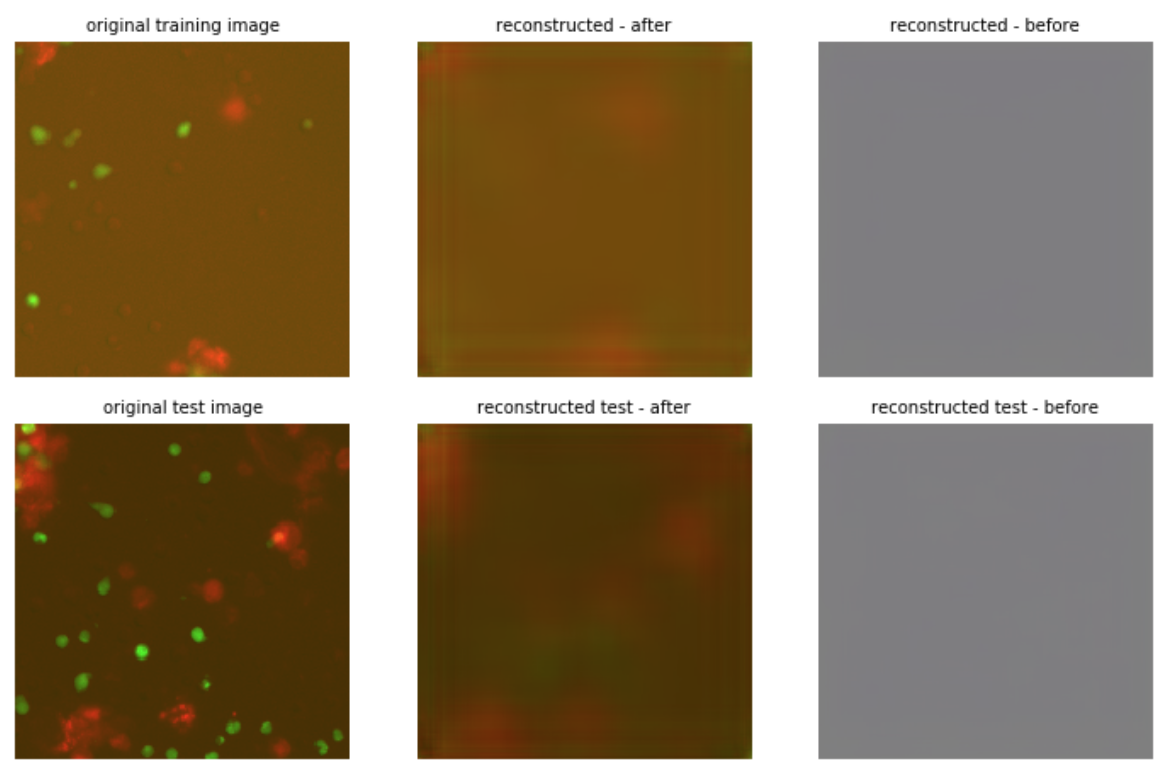 original training image
reconstructed - after
reconstructed - before
original test image
reconstructed test - after
reconstructed test - before